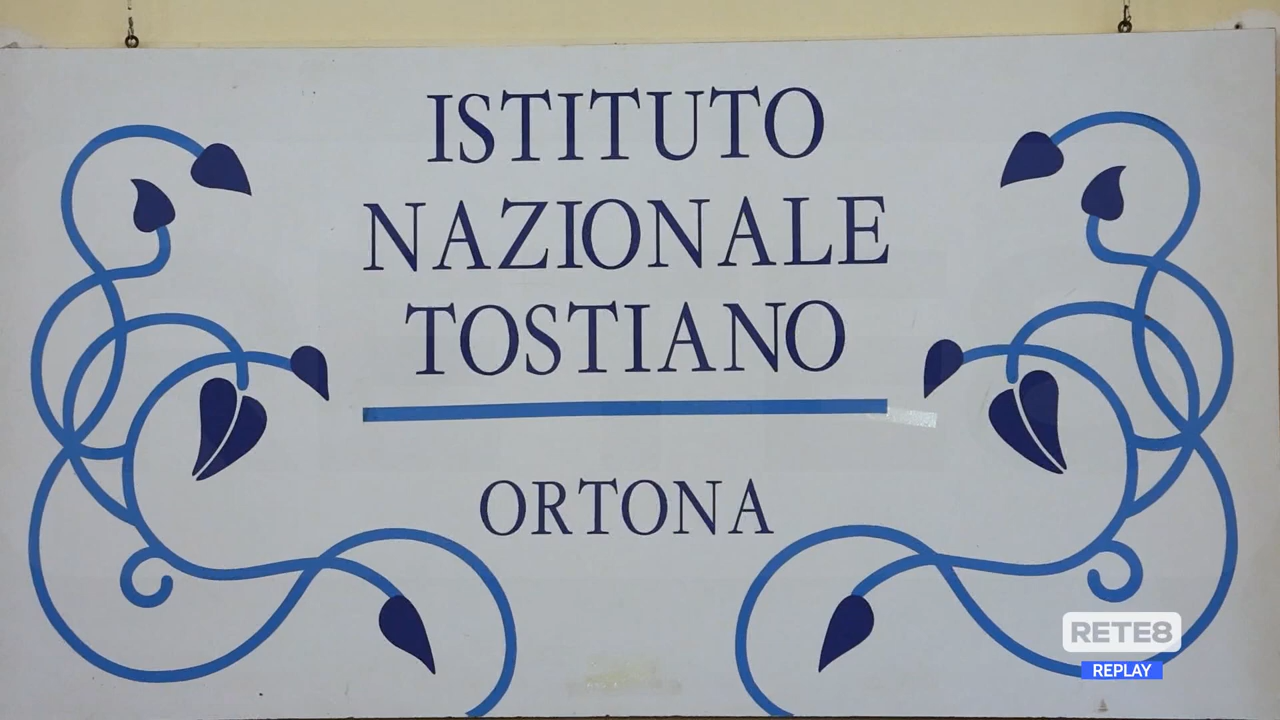 ISTITUTO
NAZIONALE
TOSTIANO
ORTONA
RETE8
REPLAY